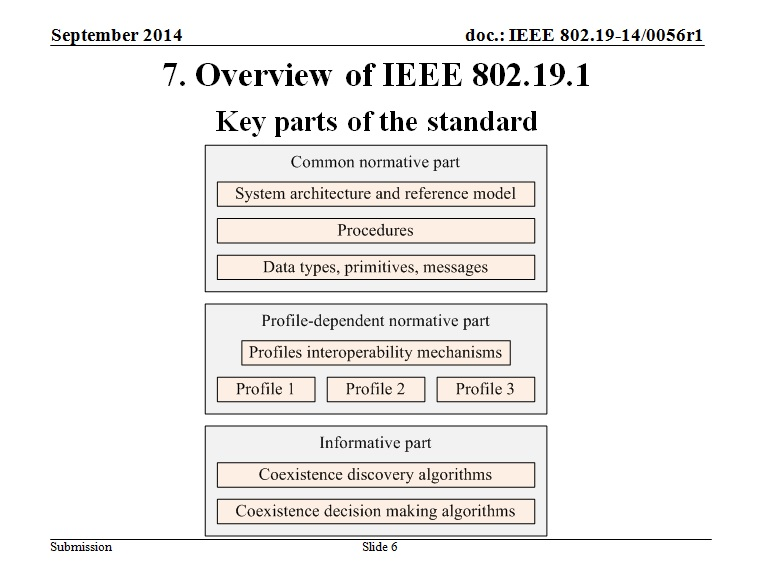 September 2014 doc.: IEEE 802.19-14/0056r1
7. Overview of IEEE 802.19.1
Key parts of the standard
Common normative part
System architecture and reference model
Procedures
Data types, primitives, messages
Profile-dependent normative part
Profiles interoperability mechanisms
Profile 1 Profile 2 Profile 3
Informative part
Coexistence discovery algorithms
Coexistence decision making algorithms
Submission Slide 6